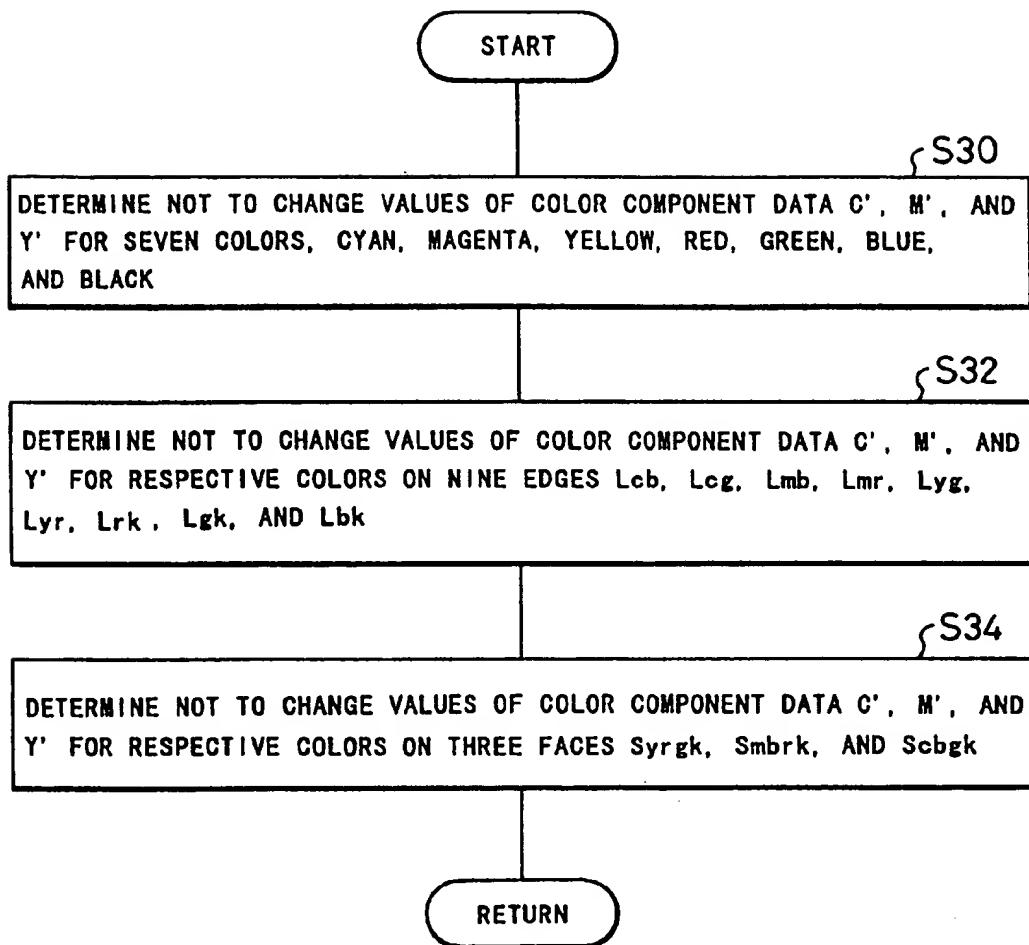 START
S30
DETERMINE NOT TO CHANGE VALUES OF COLOR COMPONENT DATA C', M', AND
Y' FOR SEVEN COLORS, CYAN, MAGENTA, YELLOW, RED, GREEN, BLUE,
AND BLACK
S32
DETERMINE NOT TO CHANGE VALUES OF COLOR COMPONENT DATA C', M', AND
Y' FOR RESPECTIVE COLORS ON NINE EDGES Lcb, Lcg, Lmb, Lmr, Lyg,
Lyr, Lrk, Lgk, AND Lbk
S34
DETERMINE NOT TO CHANGE VALUES OF COLOR COMPONENT DATA C', M', AND
Y' FOR RESPECTIVE COLORS ON THREE FACES Syrgk, Smbrk, AND Scbgk
RETURN